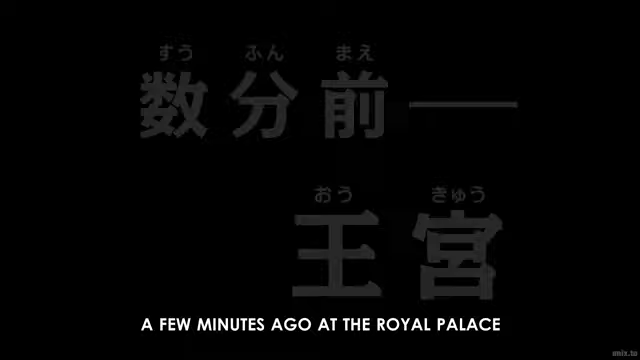 すう ふん まえ
数分前――
おう きゅう
王宮
A FEW MINUTES AGO AT THE ROYAL PALACE